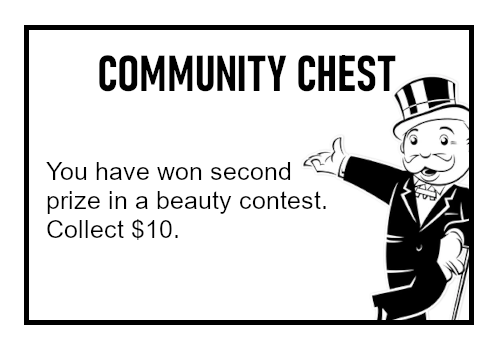 COMMUNITY CHEST
You have won second
prize in a beauty contest.
Collect $10.